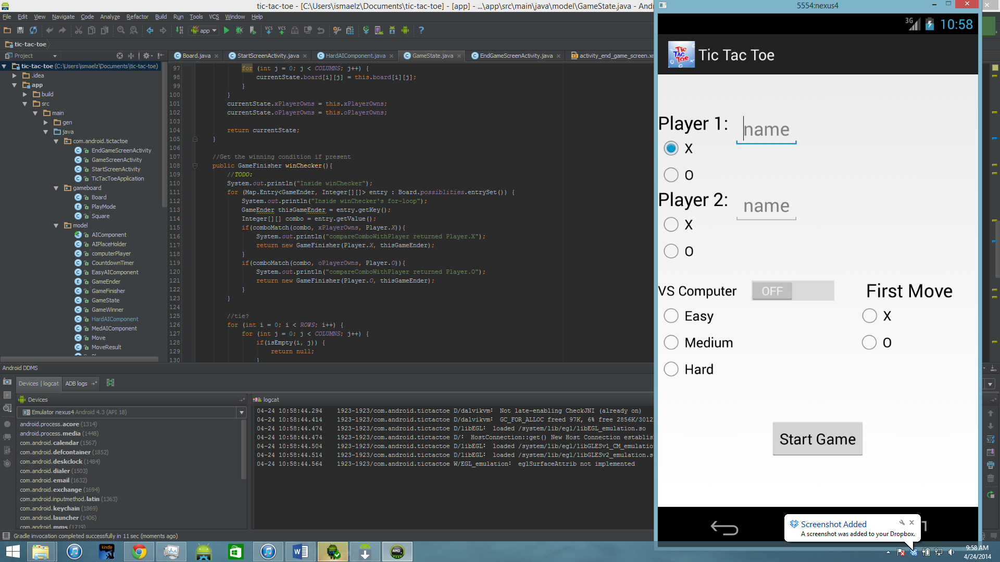 tic-tac-toe - [C:\Users\ismaelz\Documents\tic-tac-toe] - [app] - ...\app\src\main\java\model\GameState.java -
File Edit View Navigate Code Analyze Refactor Build Run Tools VCS Window Help
app
tic-tac-toe
Project
Board.java StartScreenActivity.java HardAIComponent.java GameState.java EndGameScreenActivity.java
tic-tac-toe (C:\Users\ismaelz\Documents\tic-tac-toe)
.idea
app
build
src
main
gen
java
com.android.tictactoe
EndGameScreenActivity
GameScreenActivity
StartScreenActivity
TicTacToeApplication
gameboard
Board
PlayMode
Square
model
AIComponent
AIPlaceHolder
computerPlayer
CountdownTimer
EasyAIComponent
GameEnder
GameFinisher
GameState
GameWinner
HardAIComponent
MedAIComponent
Move
MoveResult
97 for (int j = 0; j < COLUMNS; j++) {
98 currentState.board[i][j] = this.board[i][j];
99 }
100 }
101 currentState.xPlayerOwns = this.xPlayerOwns;
102 currentState.oPlayerOwns = this.oPlayerOwns;
103
104 return currentState;
105 }
106
107 //Get the winning condition if present
108 public GameFinisher winChecker(){
109 //TODO:
110 System.out.println("Inside winChecker");
111 for (Map.Entry<GameEnder, Integer[][]> entry : Board.possiblities.entrySet()) {
112 System.out.println("Inside winChecker's for-loop");
113 GameEnder thisGameEnder = entry.getKey();
114 Integer[][] combo = entry.getValue();
115 if(comboMatch(combo, xPlayerOwns, Player.X)){
116 System.out.println("compareComboWithPlayer returned Player.X");
117 return new GameFinisher(Player.X, thisGameEnder);
118 }
119 if(comboMatch(combo, oPlayerOwns, Player.O)){
120 System.out.println("compareComboWithPlayer returned Player.O");
121 return new GameFinisher(Player.O, thisGameEnder);
122 }
123 }
124
125 //tie?
126 for (int i = 0; i < ROWS; i++) {
127 for (int j = 0; j < COLUMNS; j++) {
128 if(isEmpty(i, j)) {
129 return null;
130 }
Android DDMS
Devices | logcat ADB logs
Devices
Emulator nexus4 Android 4.3 (API 18)
android.process.acore (1314)
android.process.media (1448)
com.android.calendar (1567)
com.android.defcontainer (1852)
com.android.deskclock (1484)
com.android.dialer (1503)
com.android.email (1632)
com.android.exchange (1694)
com.android.inputmethod.latin (1363)
com.android.keychain (1869)
com.android.launcher (1406)
com.android.mms (1719)
logcat
04-24 10:58:44.294 1923-1923/com.android.tictactoe D/dalvikvm: Not late-enabling CheckJNI (already on)
04-24 10:58:44.414 1923-1923/com.android.tictactoe D/dalvikvm: GC_FOR_ALLOC freed 97K, 6% free 2856K/3012
04-24 10:58:44.474 1923-1923/com.android.tictactoe D/libEGL: loaded /system/lib/egl/libEGL_emulation.so
04-24 10:58:44.474 1923-1923/com.android.tictactoe D/: HostConnection::get() New Host Connection establis
04-24 10:58:44.504 1923-1923/com.android.tictactoe D/libEGL: loaded /system/lib/egl/libGLESv1_CM_emulation
04-24 10:58:44.514 1923-1923/com.android.tictactoe D/libEGL: loaded /system/lib/egl/libGLESv2_emulation.s
04-24 10:58:44.564 1923-1923/com.android.tictactoe W/EGL_emulation: eglSurfaceAttrib not implemented
Gradle invocation completed successfully in 11 sec (moments ago)
5554:nexus4
3G 10:58
Tic Tac Toe Tic Tac Toe
Player 1: name
X
O
Player 2: name
X
O
VS Computer OFF First Move
Easy X
Medium O
Hard
Start Game
Screenshot Added
A screenshot was added to your Dropbox.
kindle
AND_
9:58 AM
4/24/2014